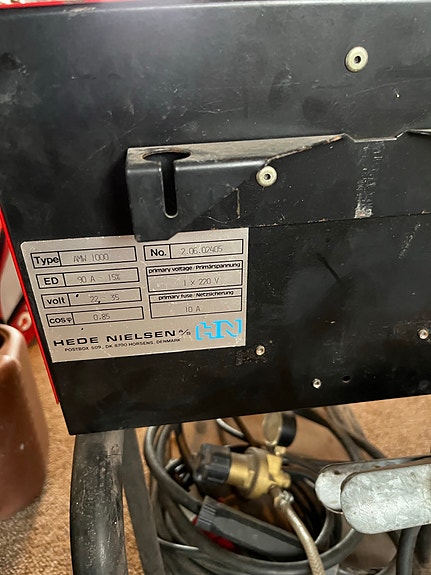 Type AMW 1000
No. 2.06.02405
ED 90 A - 15%
primary voltage/Primärspannung
1 x 220 V
volt 22, 35
primary fuse/Netzsicherung
10 A
cos φ 0.85
HEDE NIELSEN A/S
HN
POSTBOX 509, DK 8700 HORSENS, DENMARK